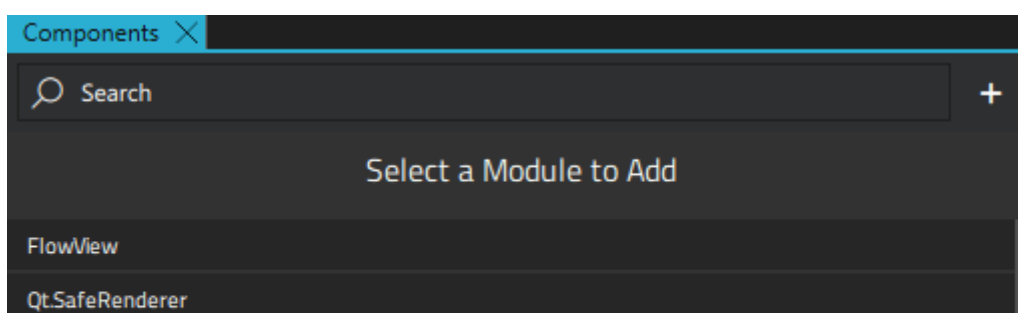 Components
Search
+
Select a Module to Add
FlowView
Qt.SafeRenderer